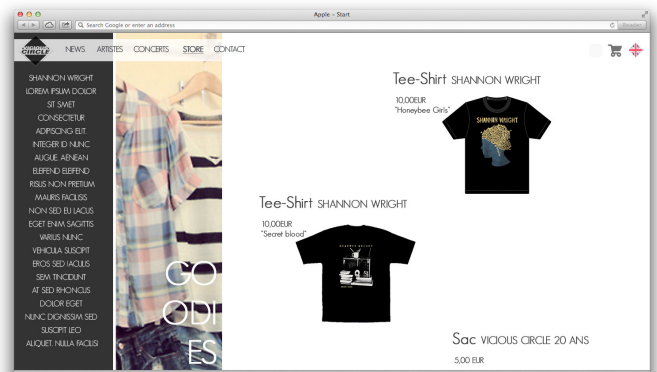 Apple – Start
Search Google or enter an address
Reader
VICIOUS
CIRCLE
NEWS ARTISTES CONCERTS STORE CONTACT
SHANNON WRIGHT
LOREM IPSUM DOLOR
SIT SMET
CONSECTETUR
ADIPISCING ELIT.
INTEGER ID NUNC
AUGUE. AENEAN
ELEIFEND ELEIFEND
RISUS NON PRETIUM
MAURIS FACILISIS
NON SED EU LACUS
EGET ENIM SAGITTIS
VARIUS NUNC
VEHICULA SUSCIPIT
EROS SED IACULIS
SEM TINCIDUNT
AT SED RHONCUS
DOLOR EGET
NUNC DIGNISSIM SED
SUSCIPIT LEO
ALIQUET. NULLA FACILISI
GO
ODI
ES
Tee-Shirt SHANNON WRIGHT
10,00EUR
"Honeybee Girls"
SHANNON WRIGHT
Tee-Shirt SHANNON WRIGHT
10,00EUR
"Secret blood"
SHANNON WRIGHT
Sac VICIOUS CIRCLE 20 ANS
5,00 EUR